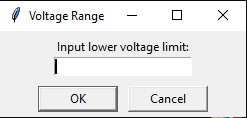 Voltage Range
Input lower voltage limit:
OK
Cancel